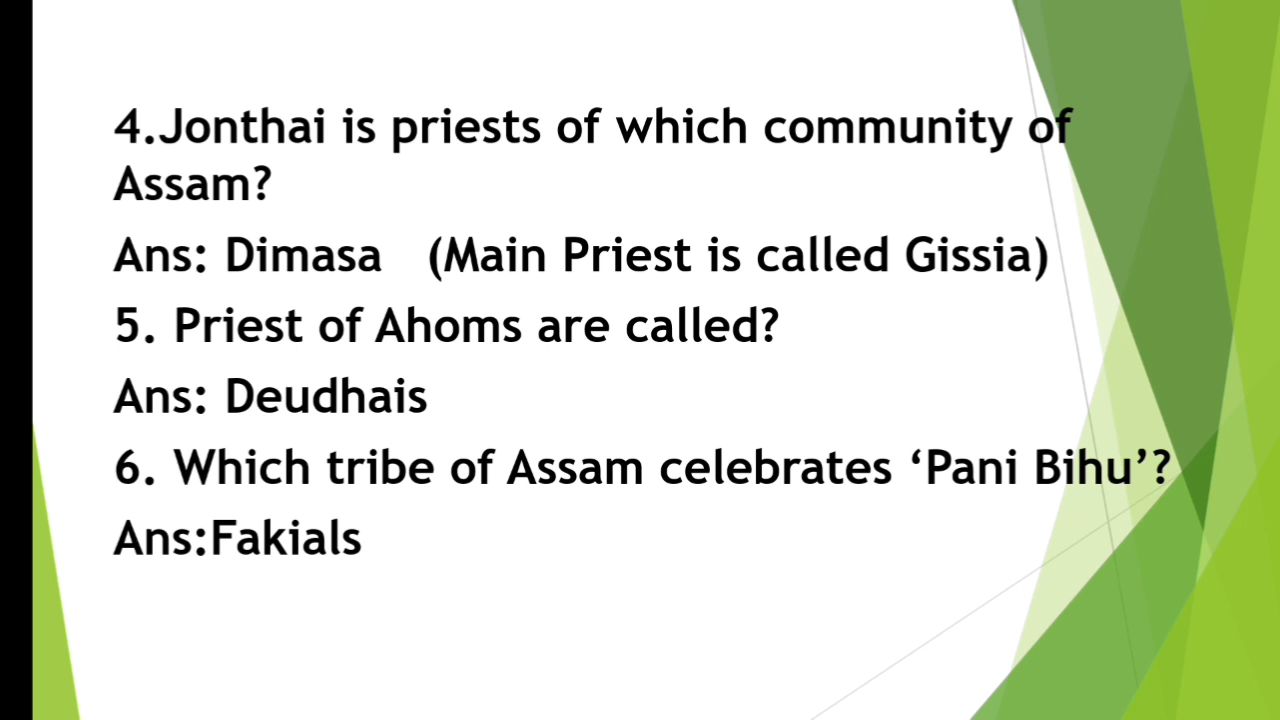 4.Jonthai is priests of which community of
Assam?
Ans: Dimasa (Main Priest is called Gissia)
5. Priest of Ahoms are called?
Ans: Deudhais
6. Which tribe of Assam celebrates ‘Pani Bihu’?
Ans:Fakials